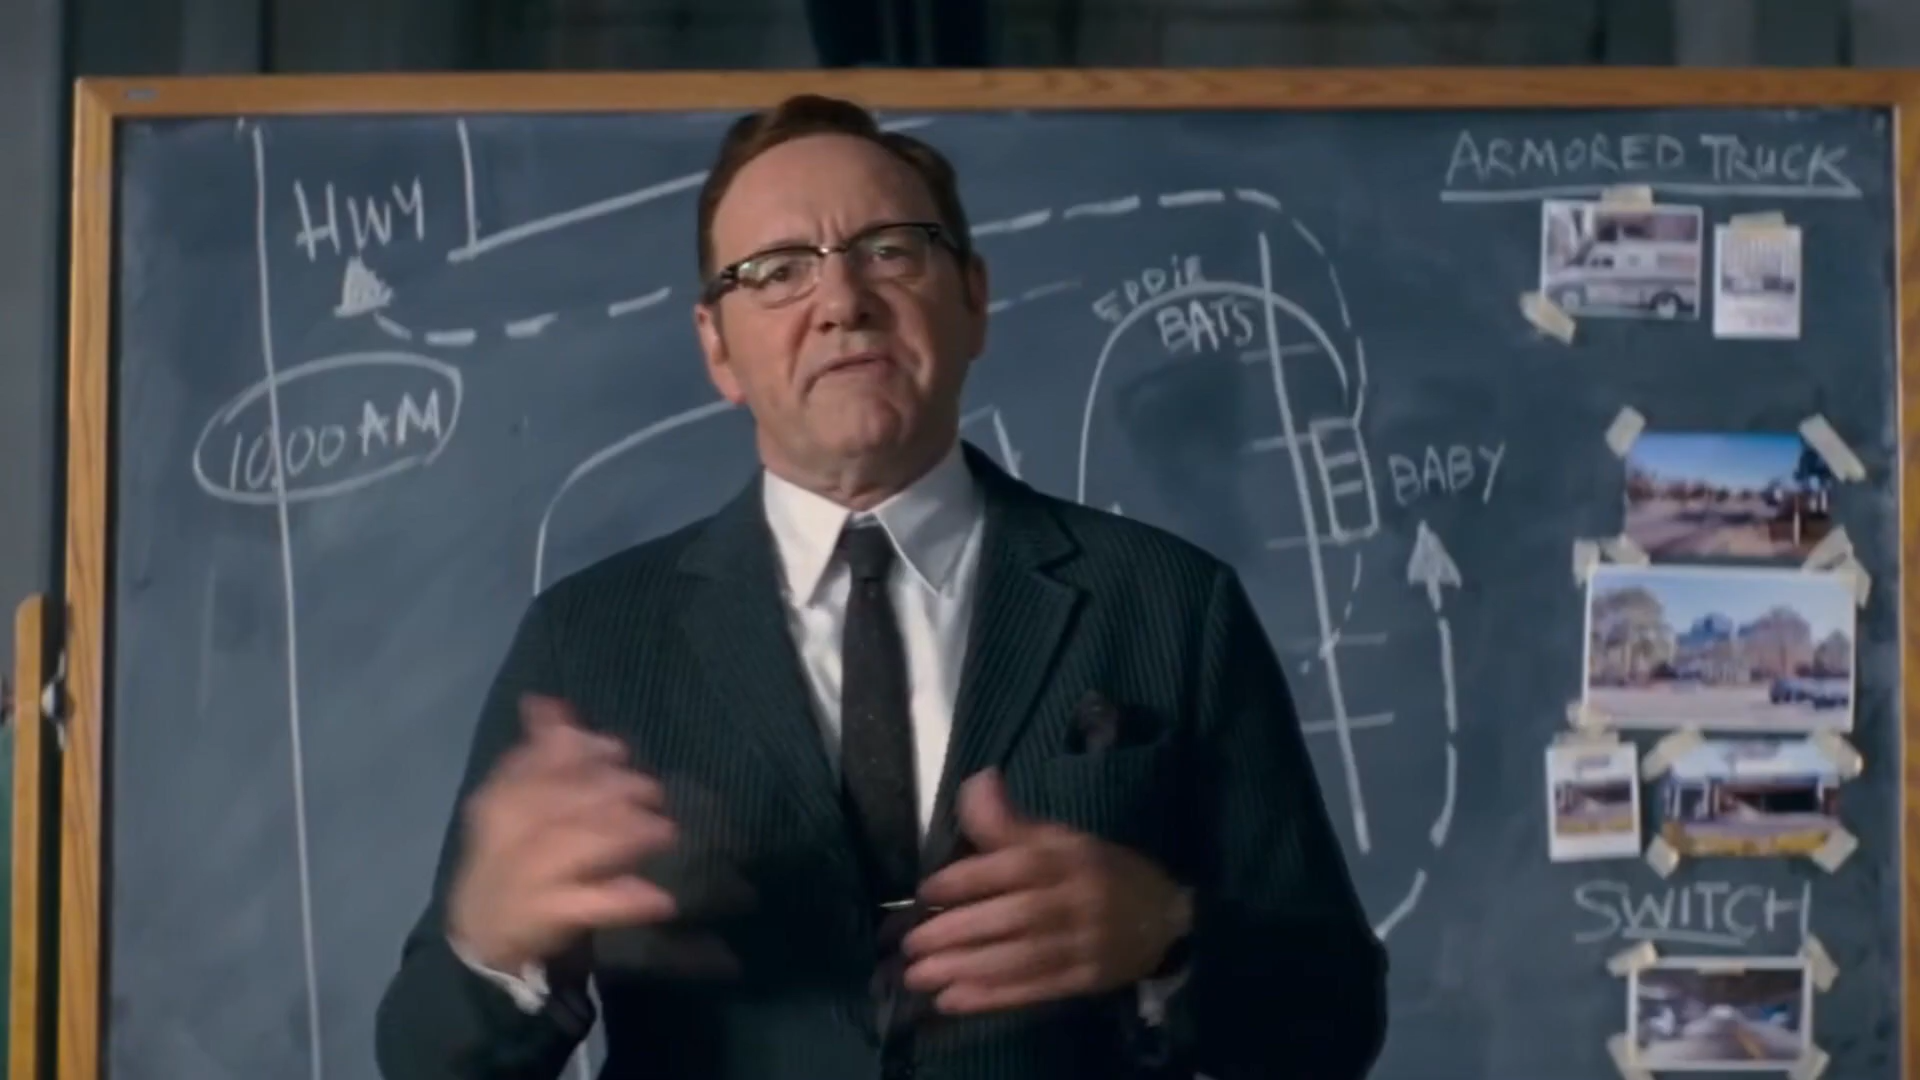 ARMORED TRUCK
HWY
EDDIE
BATS
10:00 AM
BABY
SWITCH